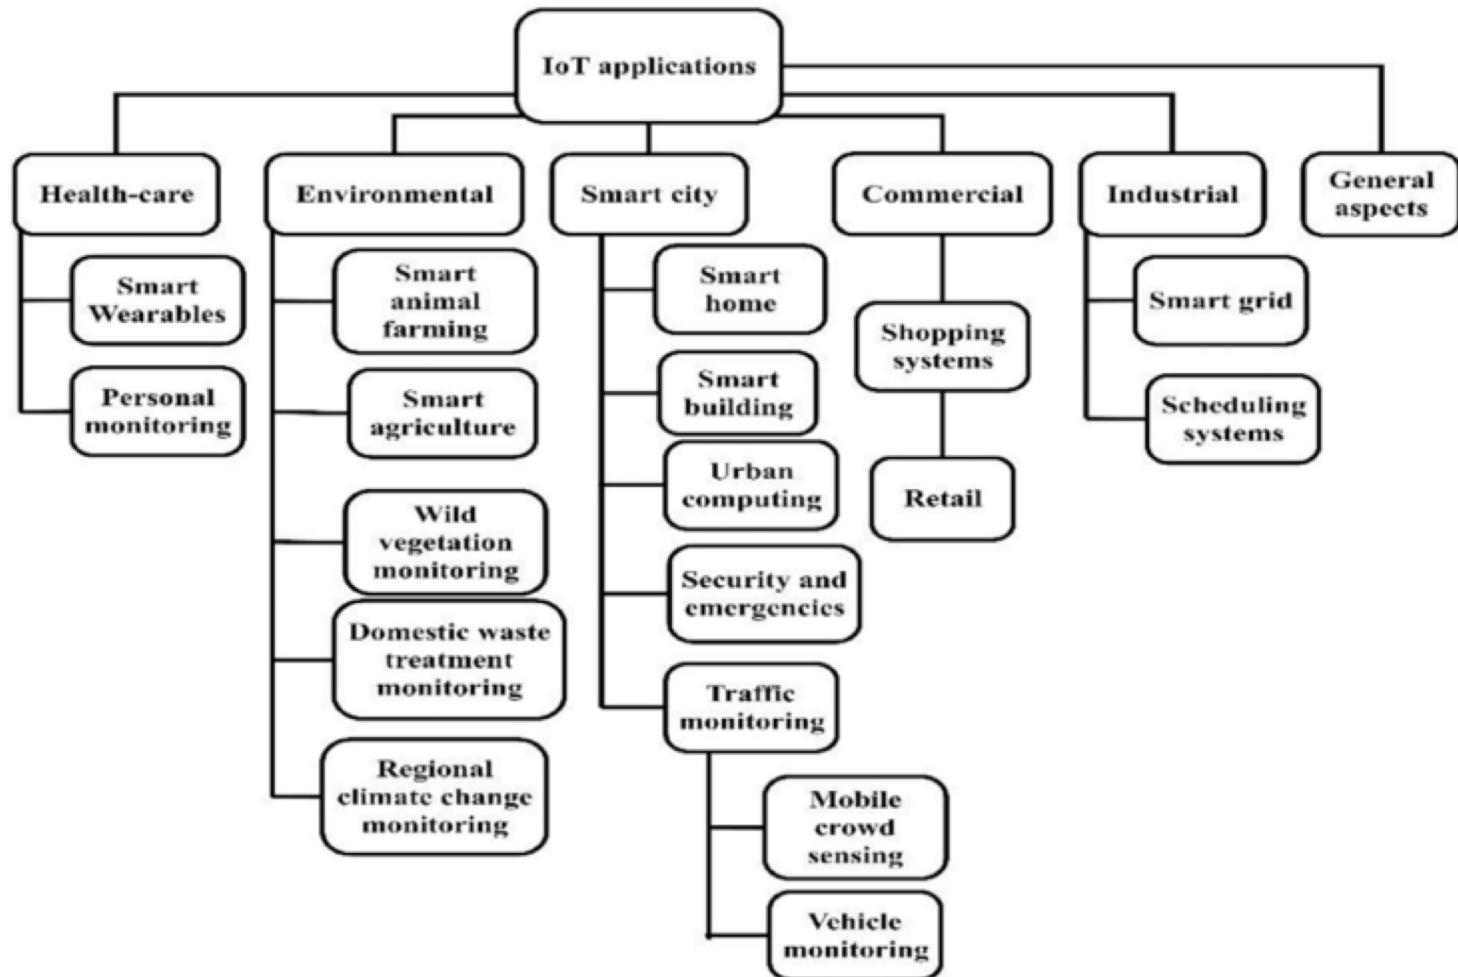 IoT applications
Health-care
Environmental
Smart city
Commercial
Industrial
General
aspects
Smart
Wearables
Personal
monitoring
Smart
animal
farming
Smart
agriculture
Wild
vegetation
monitoring
Domestic waste
treatment
monitoring
Regional
climate change
monitoring
Smart
home
Smart
building
Urban
computing
Security and
emergencies
Traffic
monitoring
Mobile
crowd
sensing
Vehicle
monitoring
Shopping
systems
Retail
Smart grid
Scheduling
systems